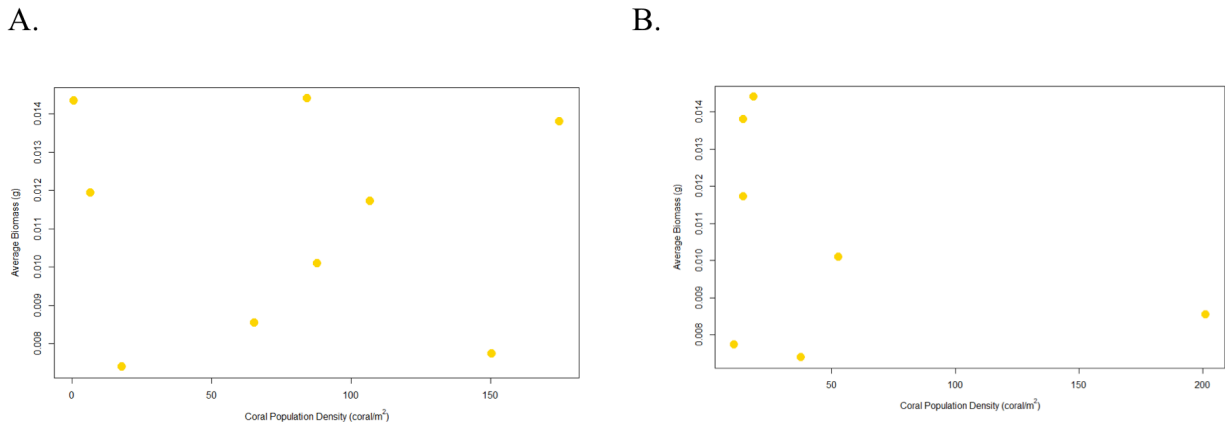 A.
B.
0.014
0.013
0.012
0.011
0.010
0.009
0.008
Average Biomass (g)
0 50 100 150
Coral Population Density (coral/m²)
0.014
0.013
0.012
0.011
0.010
0.009
0.008
Average Biomass (g)
50 100 150 200
Coral Population Density (coral/m²)